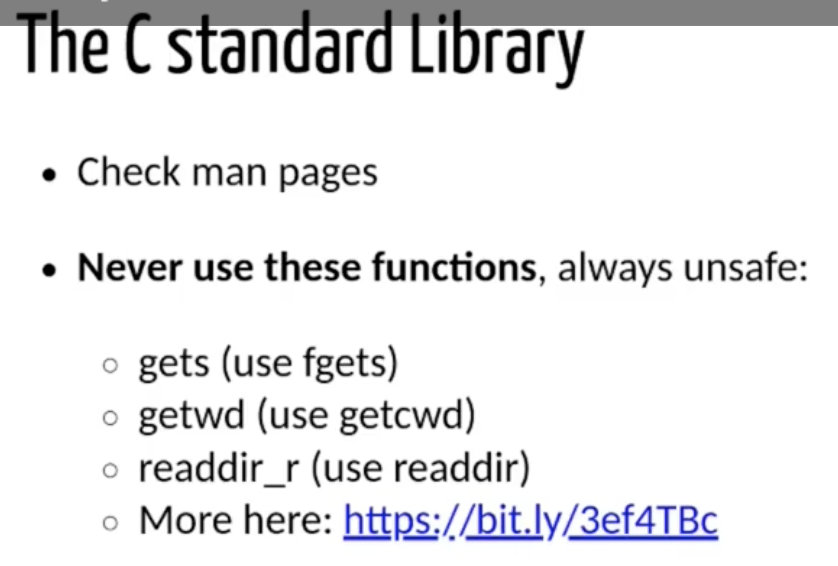 The C standard Library
• Check man pages
• Never use these functions, always unsafe:
○ gets (use fgets)
○ getwd (use getcwd)
○ readdir_r (use readdir)
○ More here: https://bit.ly/3ef4TBc